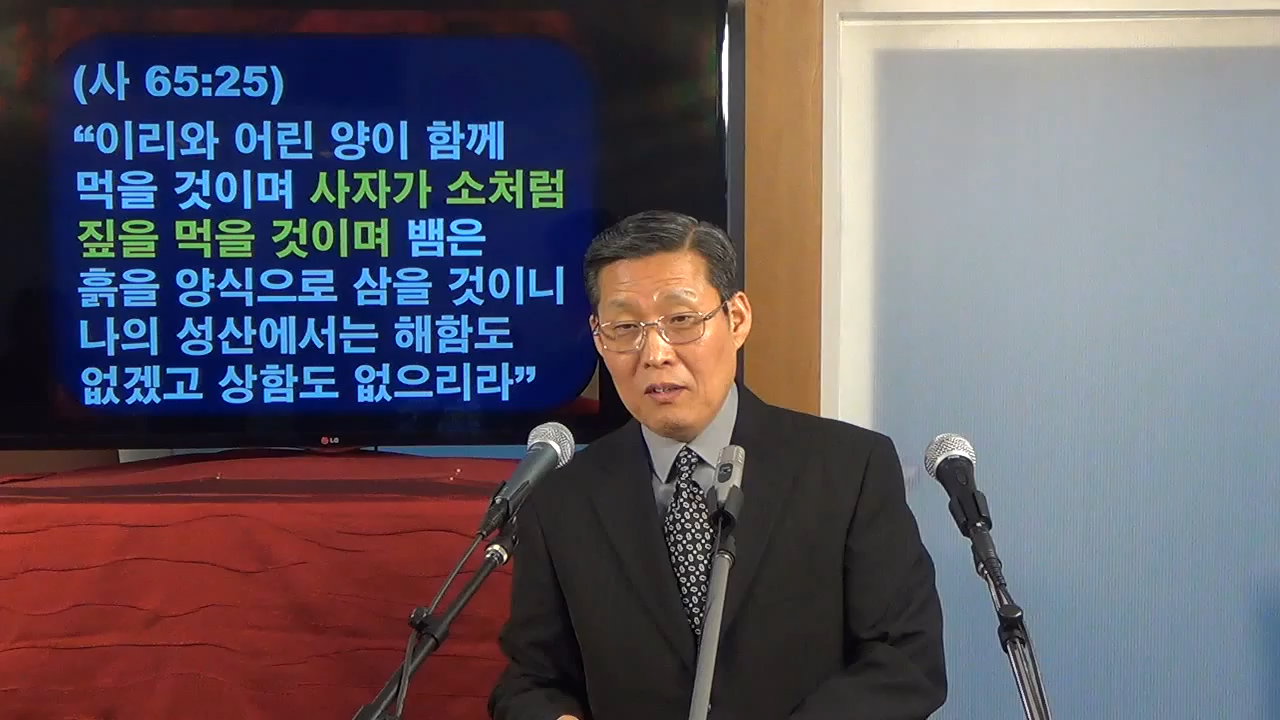 (사 65:25)
“이리와 어린 양이 함께
먹을 것이며 사자가 소처럼
짚을 먹을 것이며 뱀은
흙을 양식으로 삼을 것이니
나의 성산에서는 해함도
없겠고 상함도 없으리라”
LG